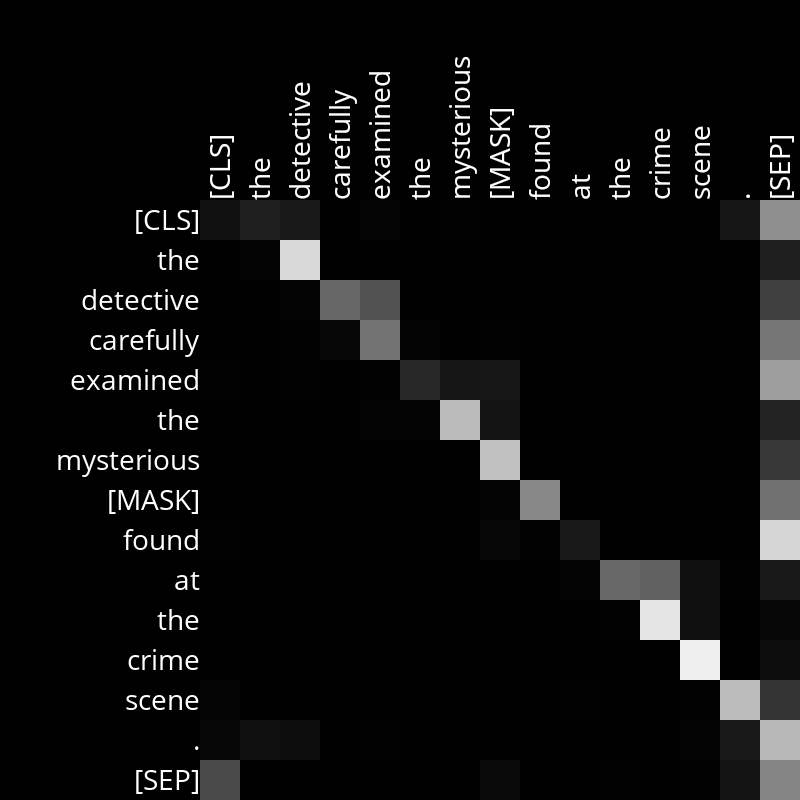 [CLS]
the
detective
carefully
examined
the
mysterious
[MASK]
found
at
the
crime
scene
.
[SEP]
[CLS]
the
detective
carefully
examined
the
mysterious
[MASK]
found
at
the
crime
scene
.
[SEP]